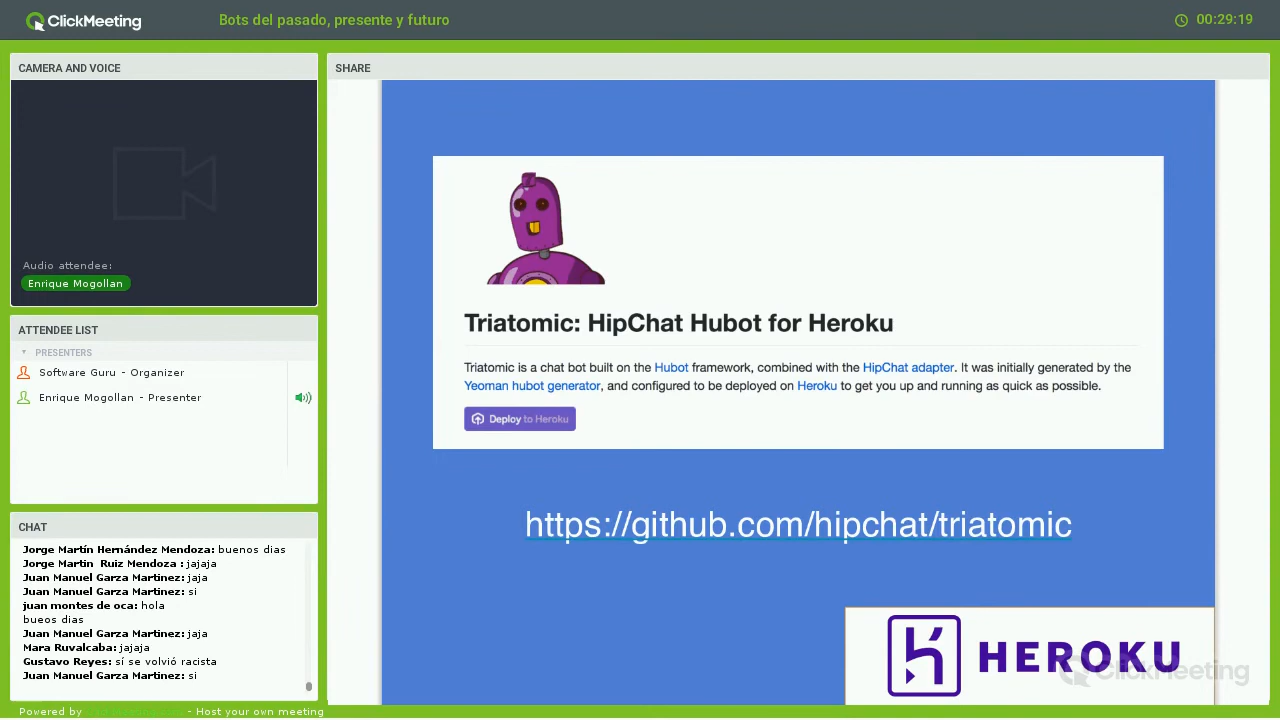 ClickMeeting
Bots del pasado, presente y futuro
00:29:19
CAMERA AND VOICE
Audio attendee:
Enrique Mogollan
ATTENDEE LIST
PRESENTERS
Software Guru - Organizer
Enrique Mogollan - Presenter
CHAT
Jorge Martín Hernández Mendoza: buenos dias
Jorge Martín Ruiz Mendoza : jajaja
Juan Manuel Garza Martinez: jaja
Juan Manuel Garza Martinez: si
juan montes de oca: hola
bueos dias
Juan Manuel Garza Martinez: jaja
Mara Ruvalcaba: jajaja
Gustavo Reyes: sí se volvió racista
Juan Manuel Garza Martinez: si
Powered by - Host your own meeting
SHARE
Triatomic: HipChat Hubot for Heroku
Triatomic is a chat bot built on the Hubot framework, combined with the HipChat adapter. It was initially generated by the
Yeoman hubot generator, and configured to be deployed on Heroku to get you up and running as quick as possible.
Deploy to Heroku
https://github.com/hipchat/triatomic
HEROKU
ClickMeeting